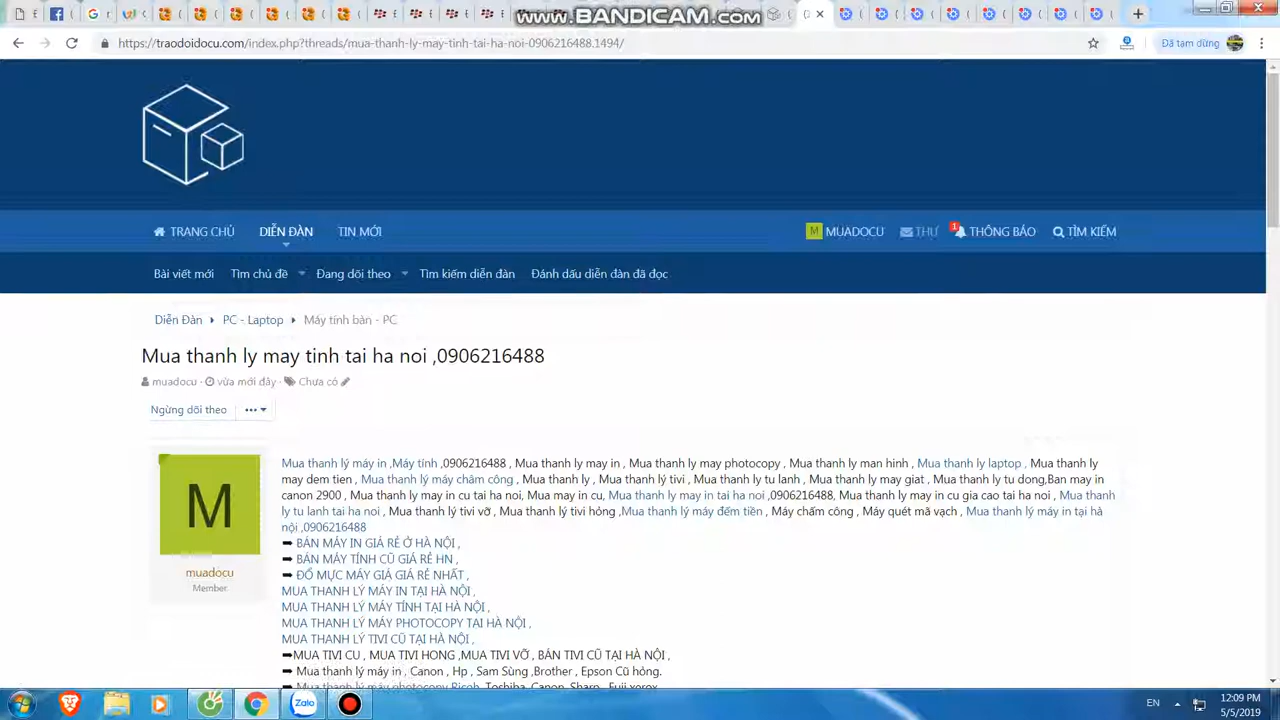 www.BANDICAM.com
https://traodoidocu.com/index.php?threads/mua-thanh-ly-may-tinh-tai-ha-noi-0906216488.1494/
Đã tạm dừng
TRANG CHỦ DIỄN ĐÀN TIN MỚI
M MUADOCU THƯ 1 THÔNG BÁO TÌM KIẾM
Bài viết mới Tìm chủ đề Đang dõi theo Tìm kiếm diễn đàn Đánh dấu diễn đàn đã đọc
Diễn Đàn PC - Laptop Máy tính bàn - PC
Mua thanh ly may tinh tai ha noi ,0906216488
muadocu · vừa mới đây · Chưa có
Ngừng dõi theo •••
M
muadocu
Member
Mua thanh lý máy in ,Máy tính ,0906216488 , Mua thanh ly may in , Mua thanh ly may photocopy , Mua thanh ly man hinh , Mua thanh ly laptop , Mua thanh ly
may dem tien , Mua thanh lý máy chấm công , Mua thanh ly , Mua thanh lý tivi , Mua thanh ly tu lanh , Mua thanh ly may giat , Mua thanh ly tu dong,Ban may in
canon 2900 , Mua thanh ly may in cu tai ha noi, Mua may in cu, Mua thanh ly may in tai ha noi ,0906216488, Mua thanh ly may in cu gia cao tai ha noi , Mua thanh
ly tu lanh tai ha noi , Mua thanh lý tivi vỡ , Mua thanh lý tivi hỏng ,Mua thanh lý máy đếm tiền , Máy chấm công , Máy quét mã vạch , Mua thanh lý máy in tại hà
nội ,0906216488
➡ BÁN MÁY IN GIÁ RẺ Ở HÀ NỘI ,
➡ BÁN MÁY TÍNH CŨ GIÁ RẺ HN ,
➡ ĐỔ MỰC MÁY GIÁ GIÁ RẺ NHẤT ,
MUA THANH LÝ MÁY IN TẠI HÀ NỘI ,
MUA THANH LÝ MÁY TÍNH TẠI HÀ NỘI ,
MUA THANH LÝ MÁY PHOTOCOPY TAI HÀ NỘI ,
MUA THANH LÝ TIVI CŨ TẠI HÀ NỘI ,
➡MUA TIVI CU , MUA TIVI HONG ,MUA TIVI VỠ , BÁN TIVI CŨ TẠI HÀ NỘI ,
➡ Mua thanh lý máy in , Canon , Hp , Sam Sùng ,Brother , Epson Cũ hỏng.
➡ Mua thanh lý máy photocopy Ricoh, Toshiba, Canon, Sharp, Fuji xerox
Zalo
EN
12:09 PM
5/5/2019